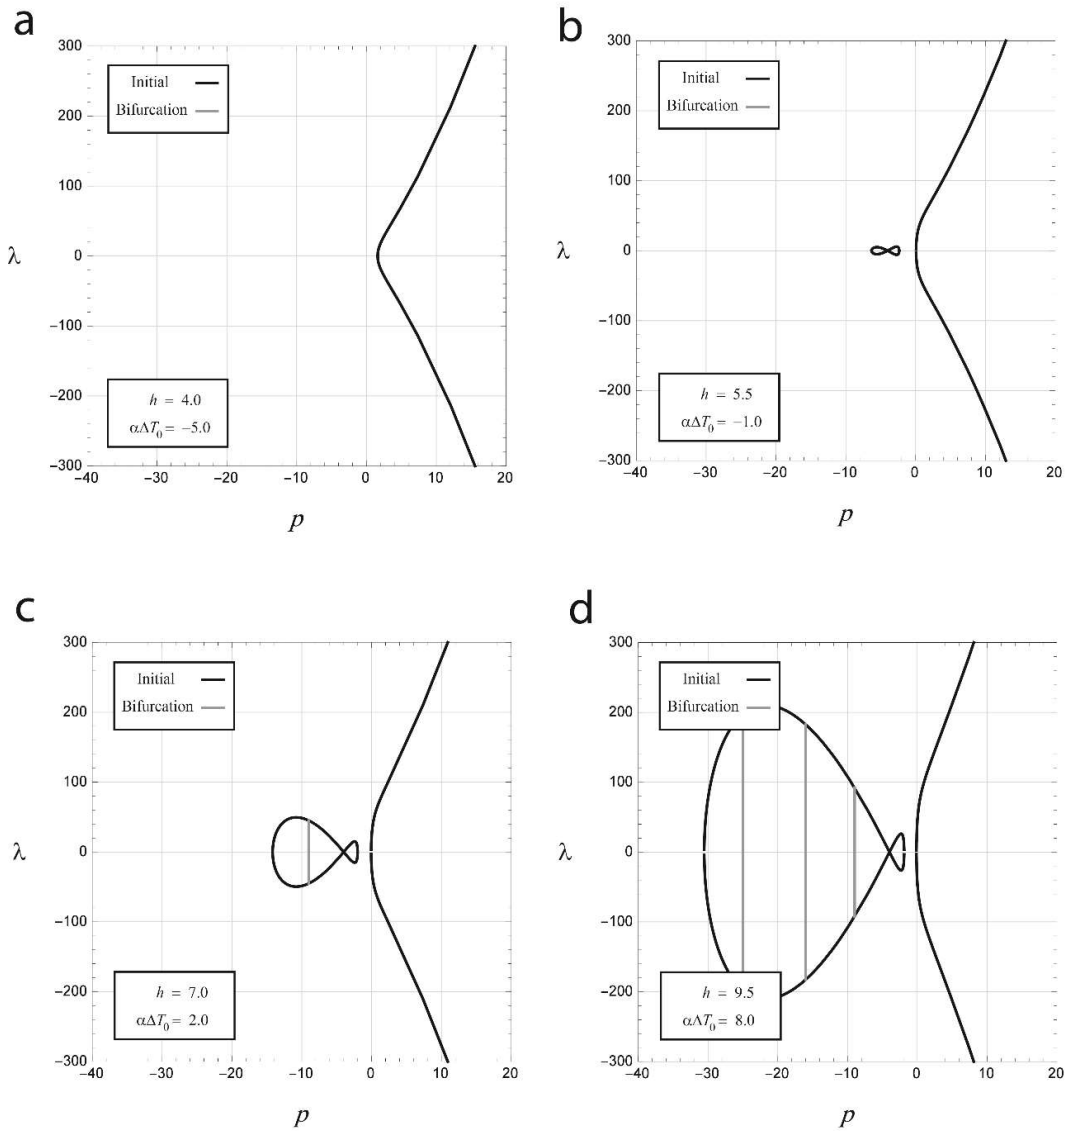 a
300
200
100
0
−100
−200
−300
λ
Initial
Bifurcation
h = 4.0
αΔT₀ = −5.0
−40 −30 −20 −10 0 10 20
p
b
300
200
100
0
−100
−200
−300
λ
Initial
Bifurcation
h = 5.5
αΔT₀ = −1.0
−40 −30 −20 −10 0 10 20
p
c
300
200
100
0
−100
−200
−300
λ
Initial
Bifurcation
h = 7.0
αΔT₀ = 2.0
−40 −30 −20 −10 0 10 20
p
d
300
200
100
0
−100
−200
−300
λ
Initial
Bifurcation
h = 9.5
αΔT₀ = 8.0
−40 −30 −20 −10 0 10 20
p